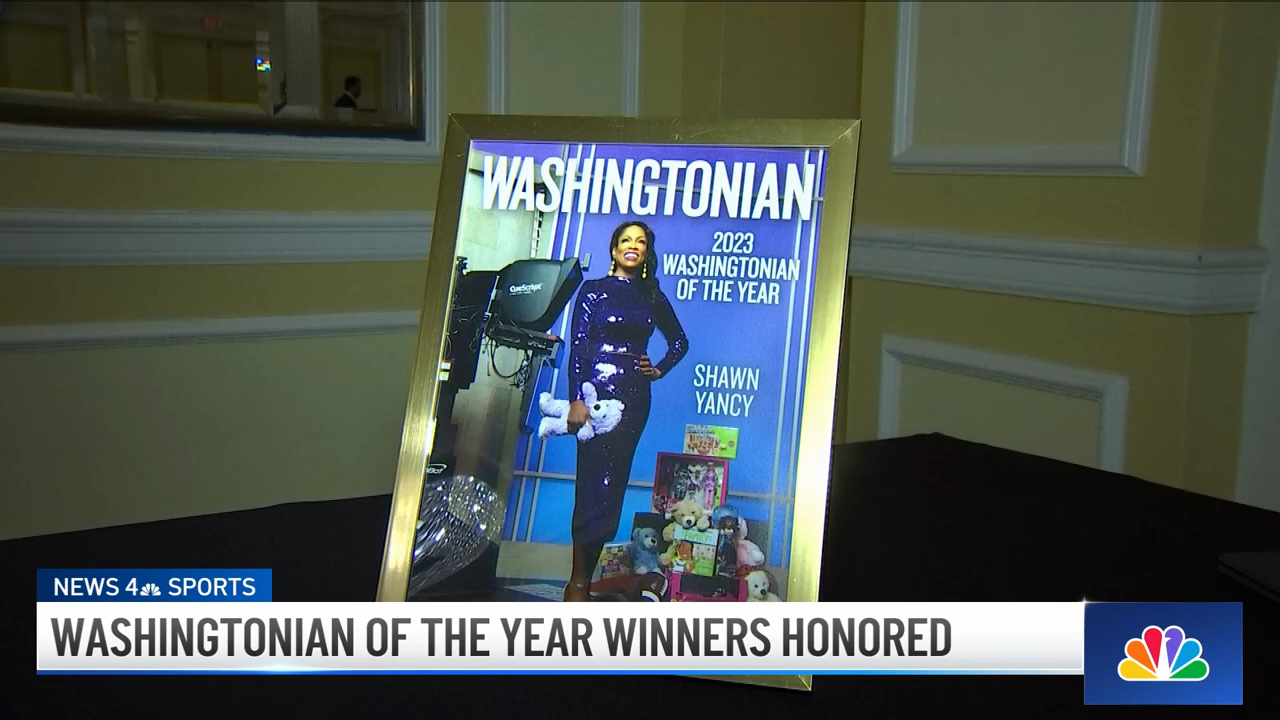 WASHINGTONIAN
2023
WASHINGTONIAN
OF THE YEAR
CueScript
SHAWN
YANCY
NEWS 4 SPORTS
WASHINGTONIAN OF THE YEAR WINNERS HONORED